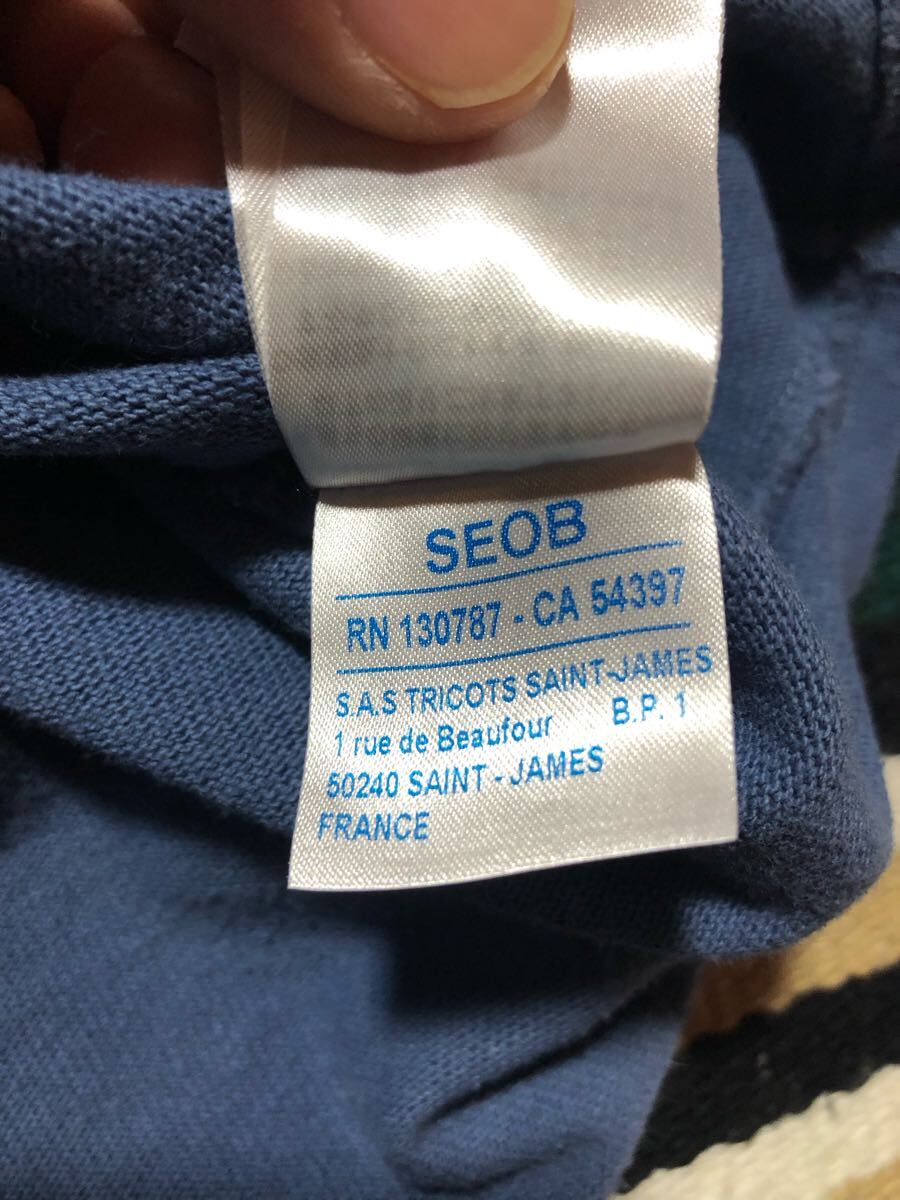 SEOB
RN 130787 - CA 54397
S.A.S TRICOTS SAINT-JAMES
1 rue de Beaufour B.P. 1
50240 SAINT - JAMES
FRANCE